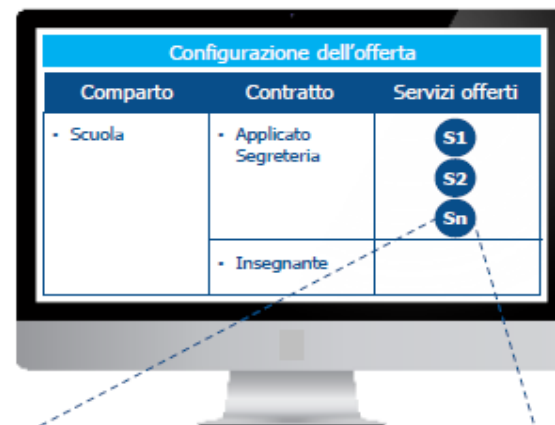 Configurazione dell'offerta
Comparto Contratto Servizi offerti
• Scuola
• Applicato
Segreteria
S1
S2
Sn
• Insegnante